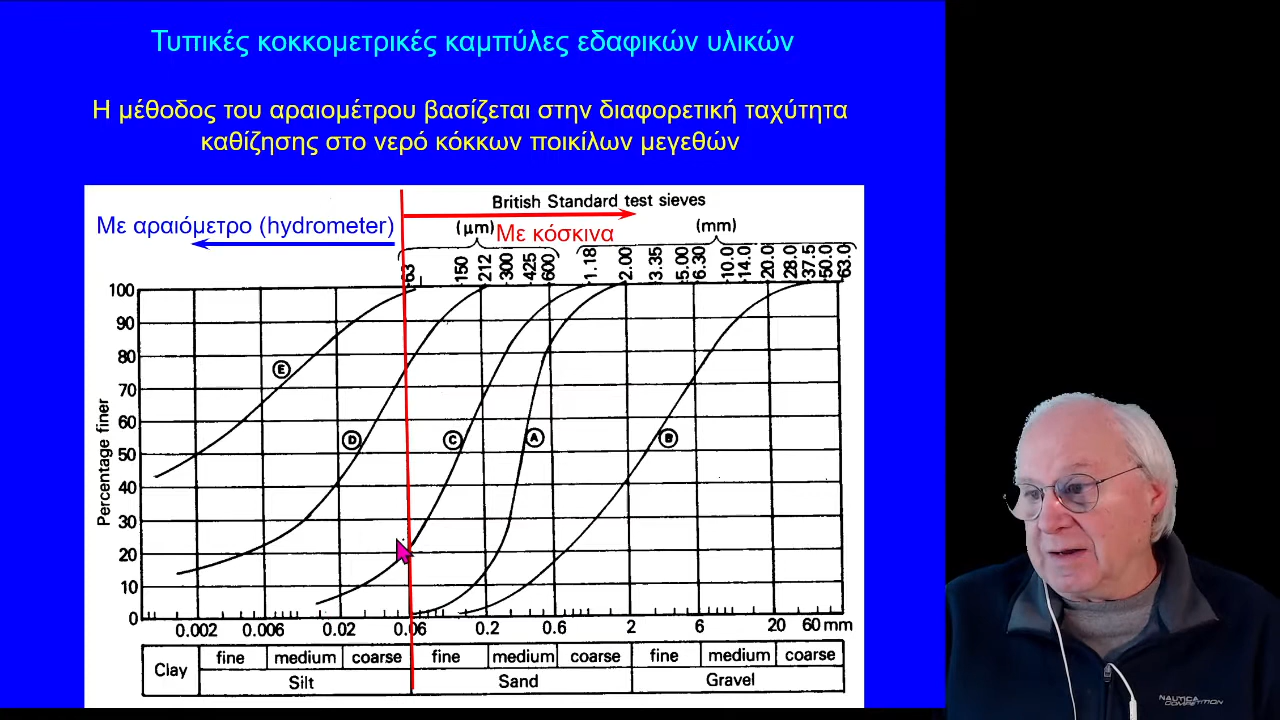 Τυπικές κοκκομετρικές καμπύλες εδαφικών υλικών
Η μέθοδος του αραιομέτρου βασίζεται στην διαφορετική ταχύτητα
καθίζησης στο νερό κόκκων ποικίλων μεγεθών
British Standard test sieves
Με αραιόμετρο (hydrometer)
(μm) Με κόσκινα (mm)
63 150 212 300 425 600 1.18 2.00 3.35 5.00 6.30 10.0 14.0 20.0 28.0 37.5 50.0 63.0
Percentage finer
100
90
80
70
60
50
40
30
20
10
0
E
D C A B
0.002 0.006 0.02 0.06 0.2 0.6 2 6 20 60 mm
Clay fine medium coarse fine medium coarse fine medium coarse
Silt Sand Gravel
NAUTICA
COMPETITION